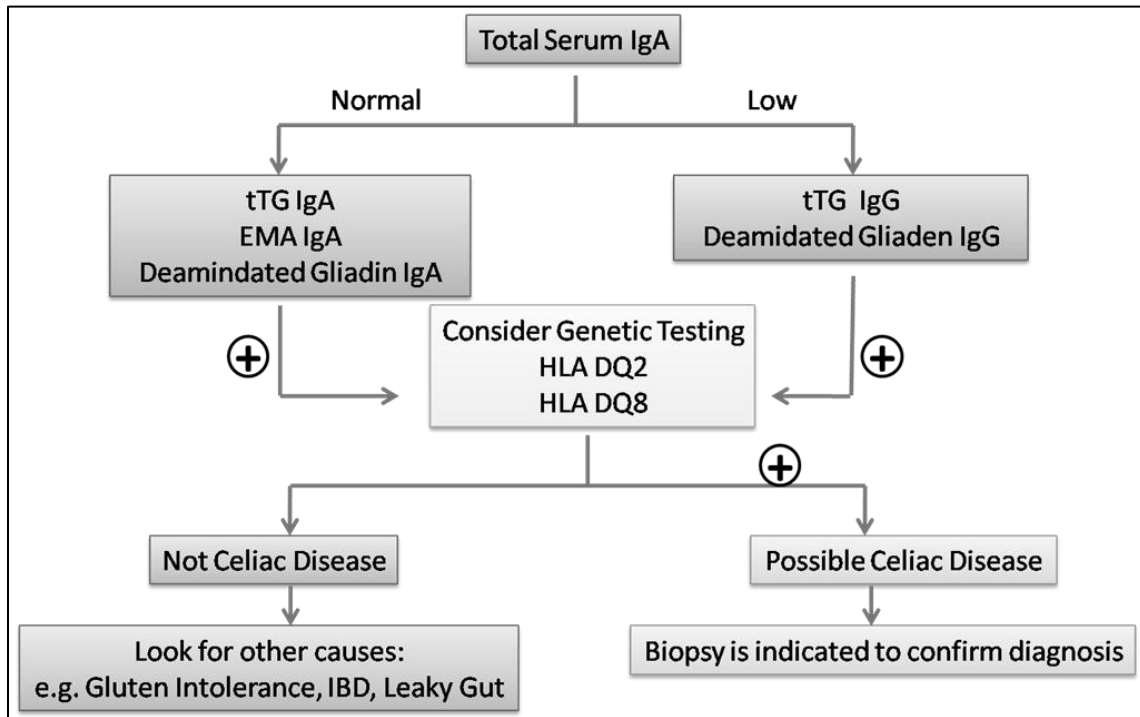 Total Serum IgA
Normal
Low
tTG IgA
EMA IgA
Deamindated Gliadin IgA
tTG IgG
Deamidated Gliaden IgG
+
Consider Genetic Testing
HLA DQ2
HLA DQ8
+
+
Not Celiac Disease
Possible Celiac Disease
Look for other causes:
e.g. Gluten Intolerance, IBD, Leaky Gut
Biopsy is indicated to confirm diagnosis